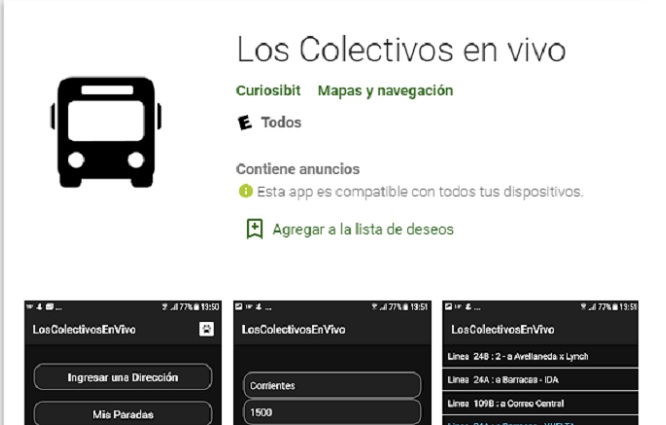 Los Colectivos en vivo
Curiosibit Mapas y navegación
E Todos
Contiene anuncios
Esta app es compatible con todos tus dispositivos.
Agregar a la lista de deseos
77% 13:50
LosColectivosEnVivo
Ingresar una Dirección
Mis Paradas
77% 13:51
LosColectivosEnVivo
Corrientes
1500
77% 13:51
LosColectivosEnVivo
Linea 24B : 2 - a Avellaneda x Lynch
Linea 24A : a Barracas - IDA
Linea 109B : a Correo Central